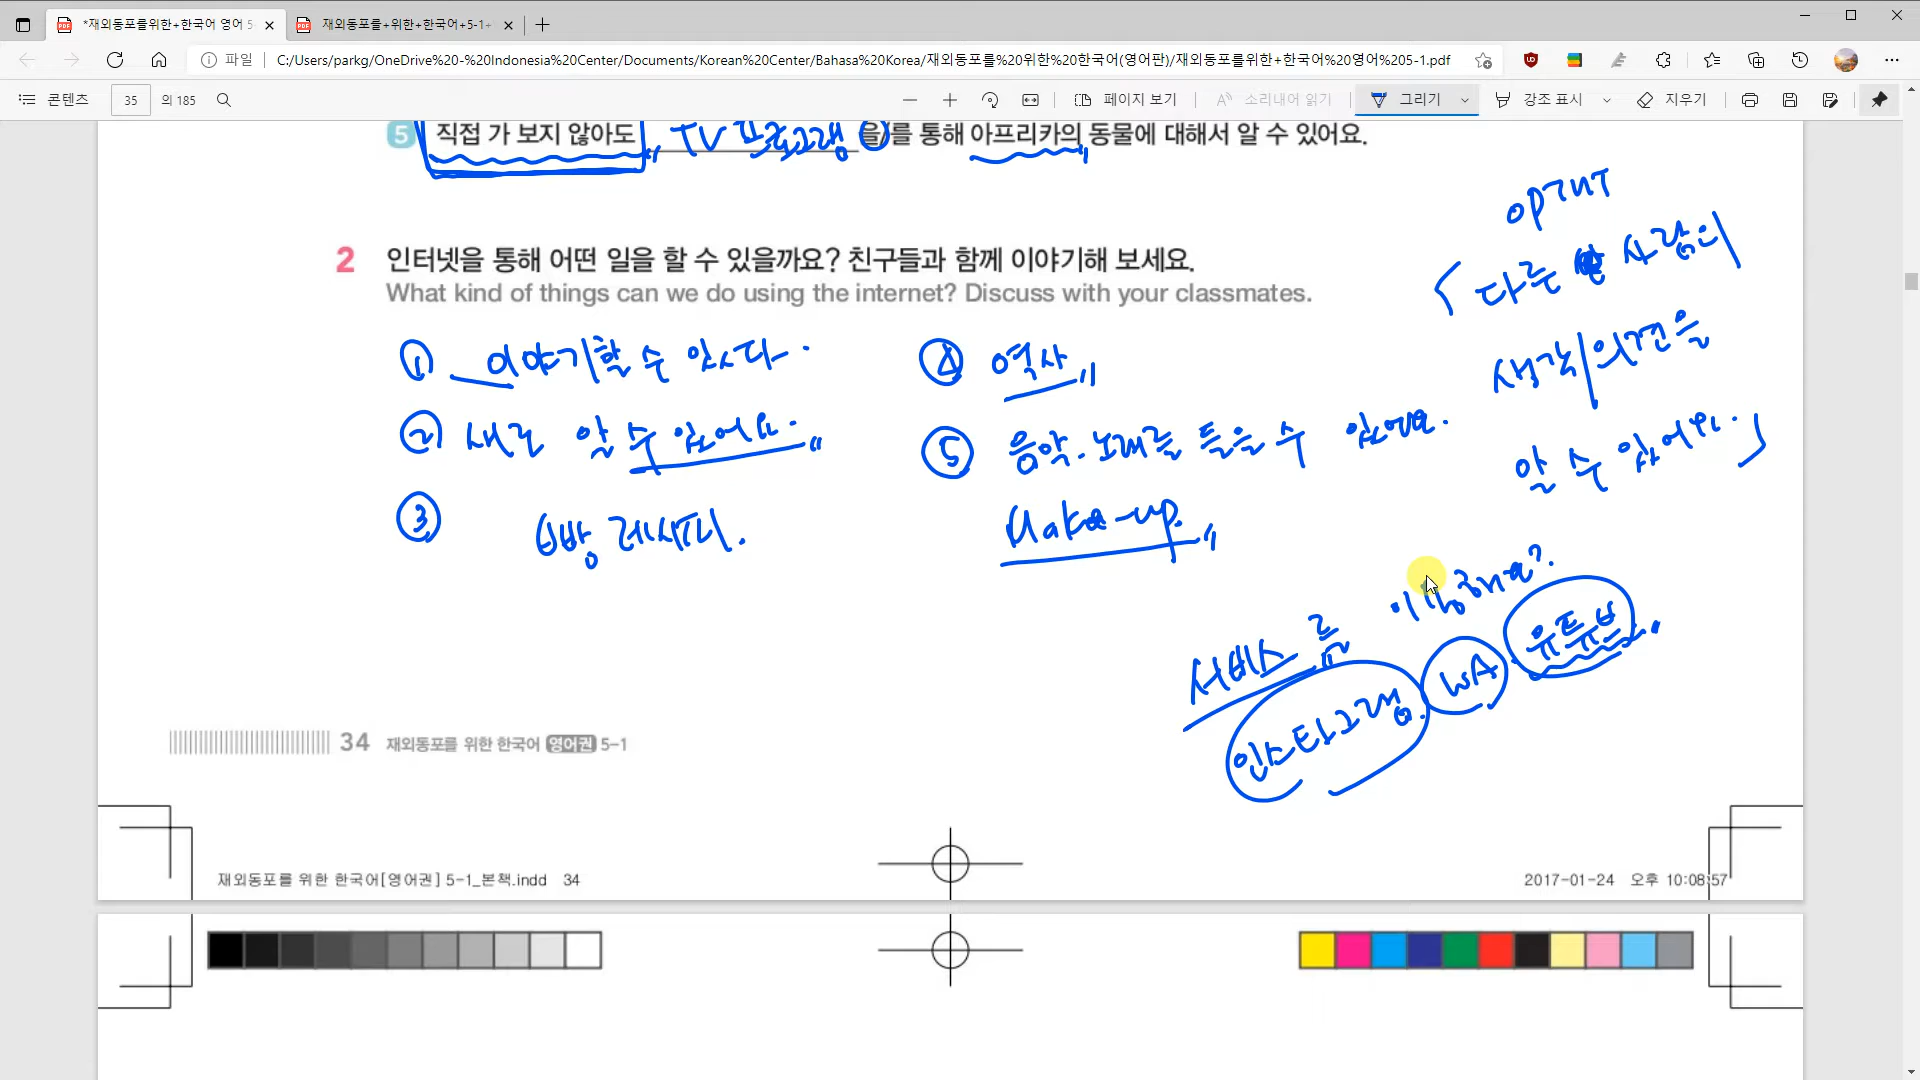 *재외동포를위한+한국어 영어 5-
재외동포를+위한+한국어+5-1+
파일
C:/Users/parkg/OneDrive%20-%20Indonesia%20Center/Documents/Korean%20Center/Bahasa%20Korea/재외동포를%20위한%20한국어(영어판)/재외동포를위한+한국어%20영어%205-1.pdf
콘텐츠
35
의 185
페이지 보기
소리내어 읽기
그리기
강조 표시
지우기
5 직접 가 보지 않아도, TV 프로그램 을/를 통해 아프리카의 동물에 대해서 알 수 있어요.
2 인터넷을 통해 어떤 일을 할 수 있을까요? 친구들과 함께 이야기해 보세요.
What kind of things can we do using the internet? Discuss with your classmates.
① 이야기할 수 있다.
② 새로 알 수 있어요.
③ 빵 레시피.
④ 역사
⑤ 음악. 노래를 들을 수 있어요.
Make-up.
다른 사람의
생각/의견을
알 수 있어요.
서비스를
인스타그램. WA 유튜브
34 재외동포를 위한 한국어 영어권 5-1
재외동포를 위한 한국어[영어권] 5-1_본책.indd 34
2017-01-24 오후 10:08:57